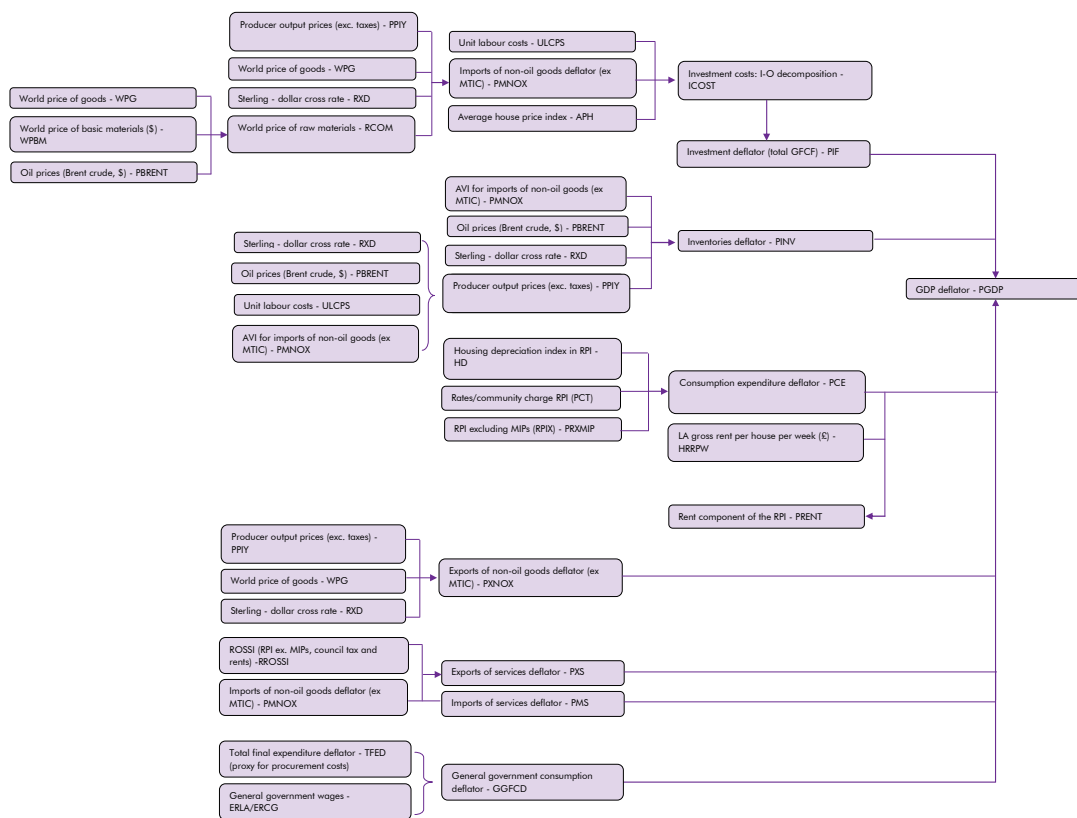 Producer output prices (exc. taxes) - PPIY
World price of goods - WPG
Sterling - dollar cross rate - RXD
World price of raw materials - RCOM
World price of goods - WPG
World price of basic materials ($) -
WPBM
Oil prices (Brent crude, $) - PBRENT
Unit labour costs - ULCPS
Imports of non-oil goods deflator (ex
MTIC) - PMNOX
Average house price index - APH
Investment costs: I-O decomposition -
ICOST
Investment deflator (total GFCF) - PIF
AVI for imports of non-oil goods (ex
MTIC) - PMNOX
Oil prices (Brent crude, $) - PBRENT
Sterling - dollar cross rate - RXD
Producer output prices (exc. taxes) - PPIY
Sterling - dollar cross rate - RXD
Oil prices (Brent crude, $) - PBRENT
Unit labour costs - ULCPS
AVI for imports of non-oil goods (ex
MTIC) - PMNOX
Inventories deflator - PINV
GDP deflator - PGDP
Housing depreciation index in RPI -
HD
Rates/community charge RPI (PCT)
RPI excluding MIPs (RPIX) - PRXMIP
Consumption expenditure deflator - PCE
LA gross rent per house per week (£) -
HRRPW
Rent component of the RPI - PRENT
Producer output prices (exc. taxes) -
PPIY
World price of goods - WPG
Sterling - dollar cross rate - RXD
Exports of non-oil goods deflator (ex
MTIC) - PXNOX
ROSSI (RPI ex. MIPs, council tax and
rents) -RROSSI
Imports of non-oil goods deflator (ex
MTIC) - PMNOX
Exports of services deflator - PXS
Imports of services deflator - PMS
Total final expenditure deflator - TFED
(proxy for procurement costs)
General government wages -
ERLA/ERCG
General government consumption
deflator - GGFCD